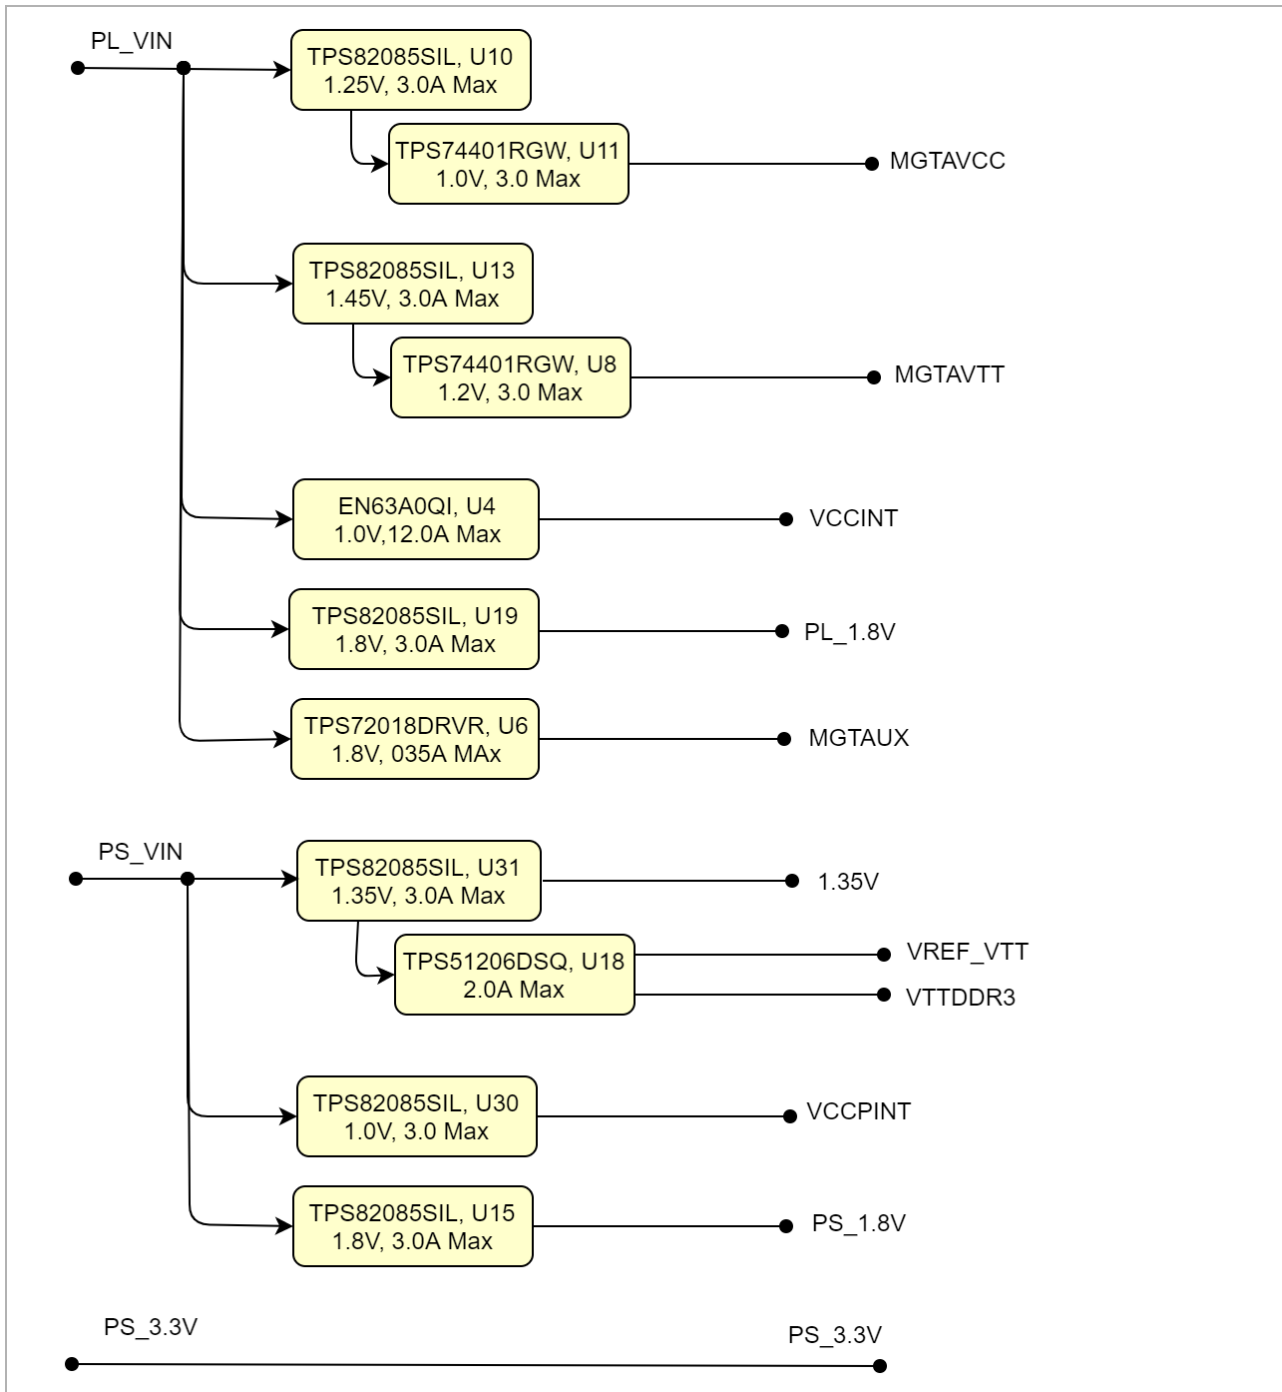 PL_VIN
TPS82085SIL, U10
1.25V, 3.0A Max
TPS74401RGW, U11
1.0V, 3.0 Max
MGTAVCC
TPS82085SIL, U13
1.45V, 3.0A Max
TPS74401RGW, U8
1.2V, 3.0 Max
MGTAVTT
EN63A0QI, U4
1.0V,12.0A Max
VCCINT
TPS82085SIL, U19
1.8V, 3.0A Max
PL_1.8V
TPS72018DRVR, U6
1.8V, 035A MAx
MGTAUX
PS_VIN
TPS82085SIL, U31
1.35V, 3.0A Max
1.35V
TPS51206DSQ, U18
2.0A Max
VREF_VTT
VTTDDR3
TPS82085SIL, U30
1.0V, 3.0 Max
VCCPINT
TPS82085SIL, U15
1.8V, 3.0A Max
PS_1.8V
PS_3.3V
PS_3.3V